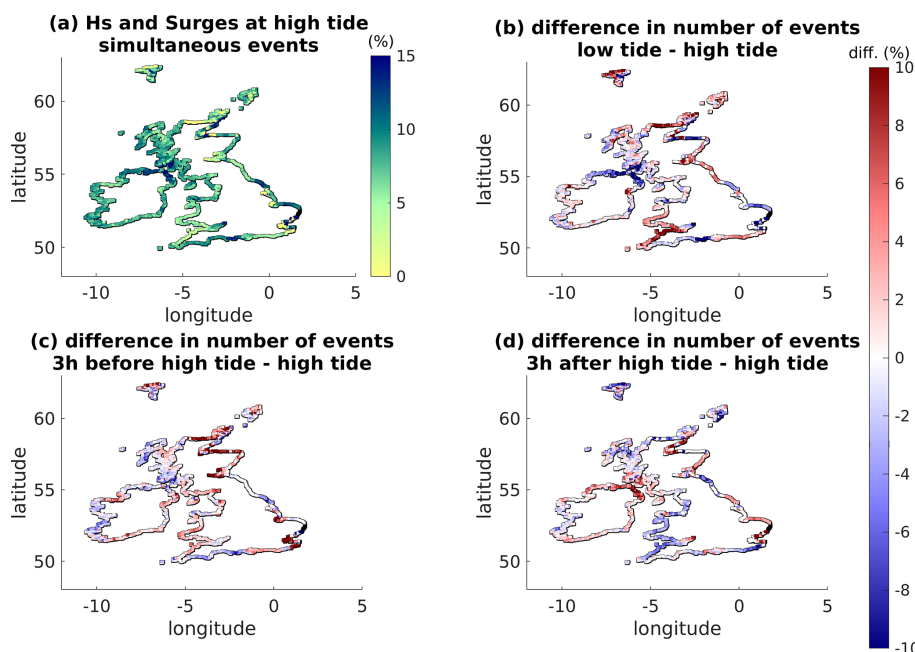 (a) Hs and Surges at high tide
simultaneous events
(%)
15
10
5
0
60
55
50
latitude
-10
-5
0
5
longitude
(b) difference in number of events
low tide - high tide
60
55
50
latitude
-10
-5
0
5
longitude
diff. (%)
10
8
6
4
2
0
-2
-4
-6
-8
-10
(c) difference in number of events
3h before high tide - high tide
60
55
50
latitude
-10
-5
0
5
longitude
(d) difference in number of events
3h after high tide - high tide
60
55
50
latitude
-10
-5
0
5
longitude